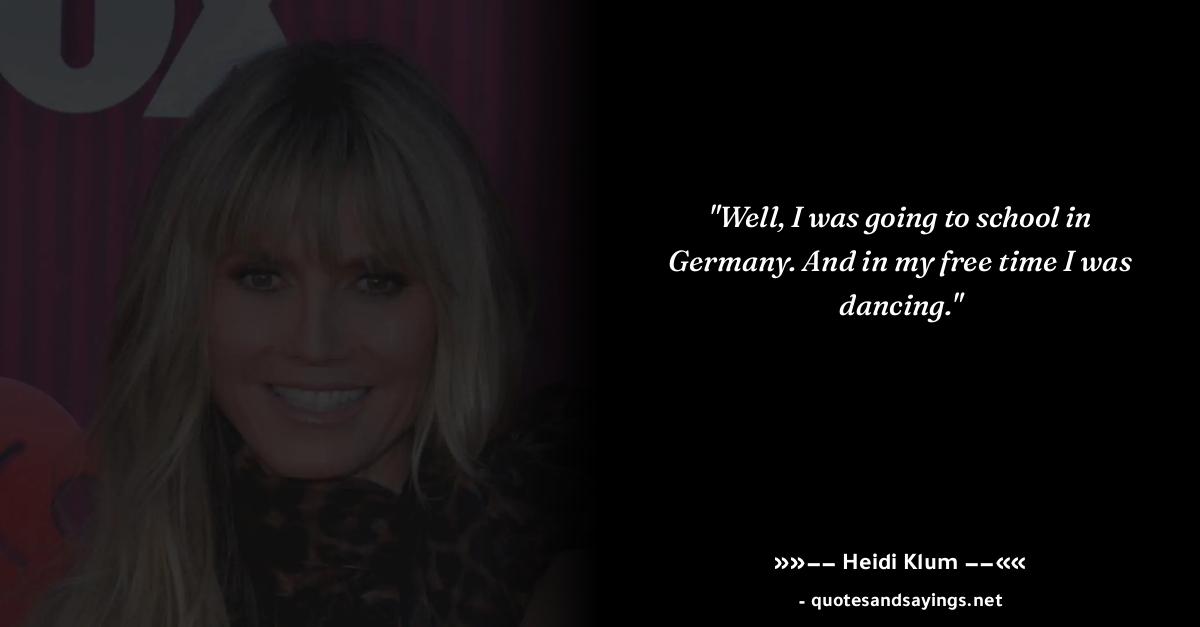 "Well, I was going to school in
Germany. And in my free time I was
dancing."
»»−− Heidi Klum −−««
- quotesandsayings.net